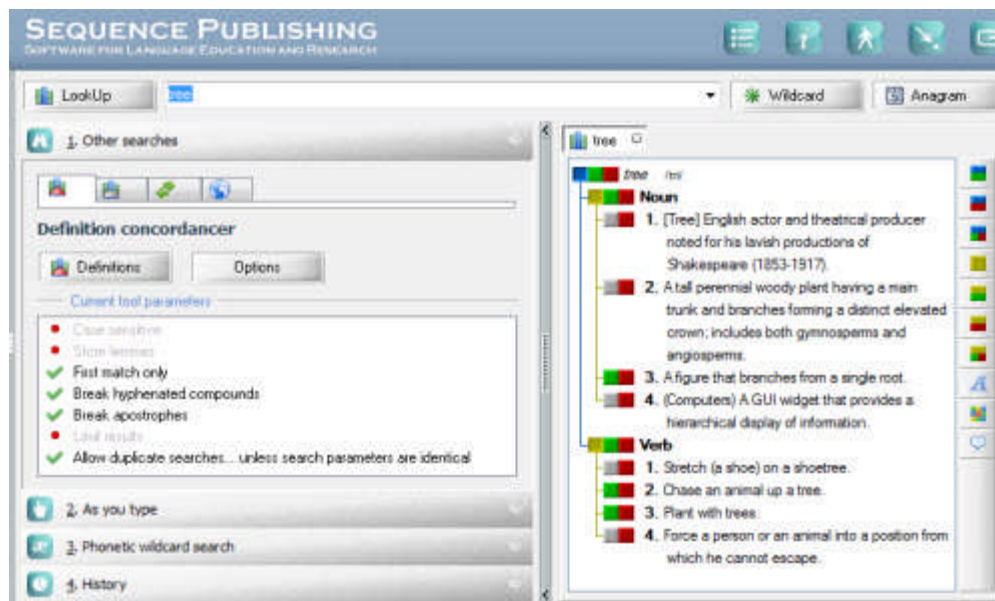 SEQUENCE PUBLISHING
SOFTWARE FOR LANGUAGE EDUCATION AND RESEARCH
LookUp
tree
Wildcard
Anagram
1. Other searches
Definition concordancer
Definitions
Options
Current tool parameters
Case sensitive
Show lemmas
First match only
Break hyphenated compounds
Break apostrophes
Limit results
Allow duplicate searches... unless search parameters are identical
2. As you type
3. Phonetic wildcard search
4. History
tree
tree
Noun
1. [Tree] English actor and theatrical producer
noted for his lavish productions of
Shakespeare (1853-1917).
2. A tall perennial woody plant having a main
trunk and branches forming a distinct elevated
crown; includes both gymnosperms and
angiosperms.
3. A figure that branches from a single root.
4. (Computers) A GUI widget that provides a
hierarchical display of information.
Verb
1. Stretch (a shoe) on a shoetree.
2. Chase an animal up a tree.
3. Plant with trees.
4. Force a person or an animal into a position from
which he cannot escape.